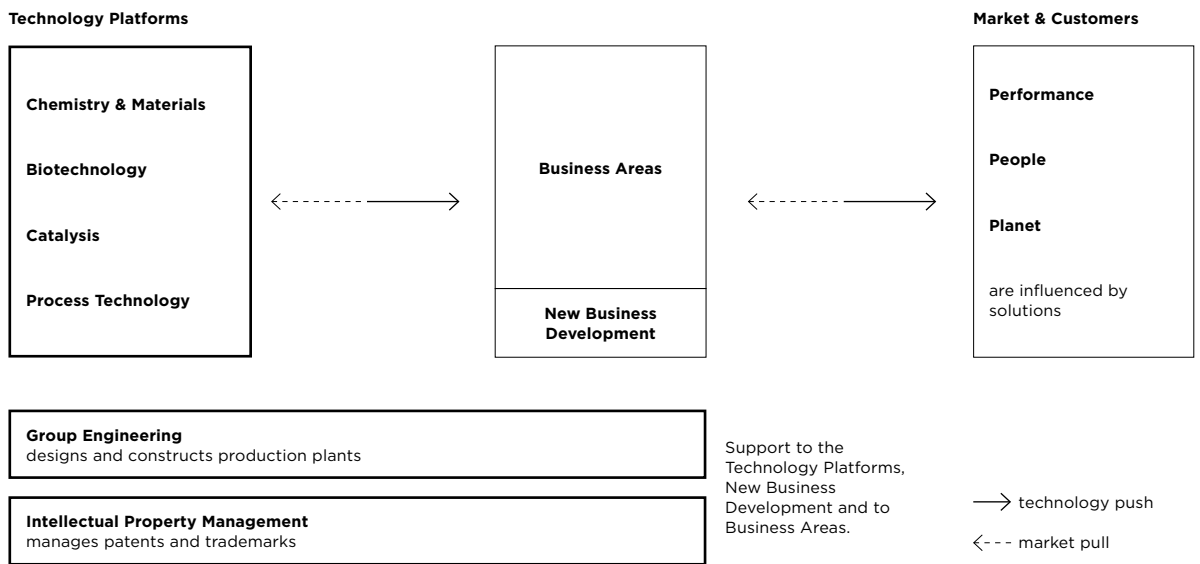 Technology Platforms
Chemistry & Materials
Biotechnology
Catalysis
Process Technology
Business Areas
New Business
Development
Market & Customers
Performance
People
Planet
are influenced by
solutions
Group Engineering
designs and constructs production plants
Intellectual Property Management
manages patents and trademarks
Support to the
Technology Platforms,
New Business
Development and to
Business Areas.
technology push
market pull